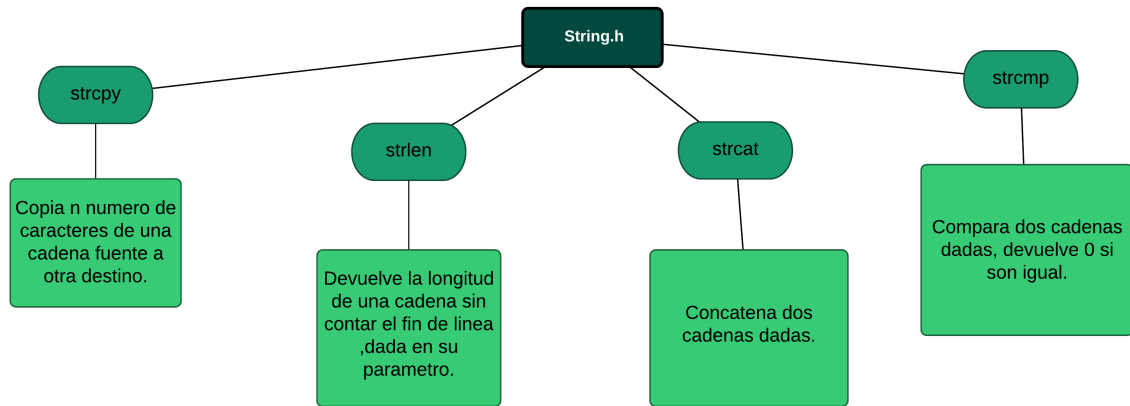 String.h
strcpy
Copia n numero de
caracteres de una
cadena fuente a
otra destino.
strlen
Devuelve la longitud
de una cadena sin
contar el fin de linea
,dada en su
parametro.
strcat
Concatena dos
cadenas dadas.
strcmp
Compara dos cadenas
dadas, devuelve 0 si
son igual.